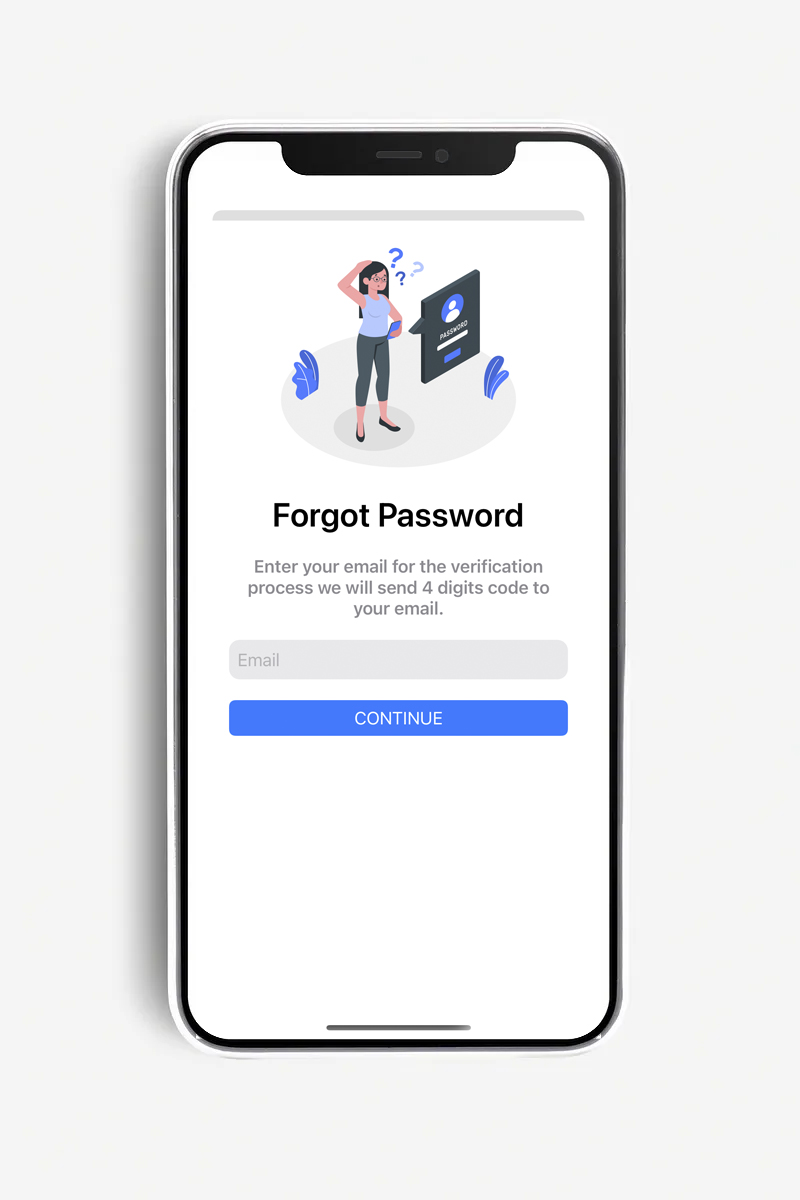 ? ? ?
PASSWORD
Forgot Password
Enter your email for the verification
process we will send 4 digits code to
your email.
Email
CONTINUE